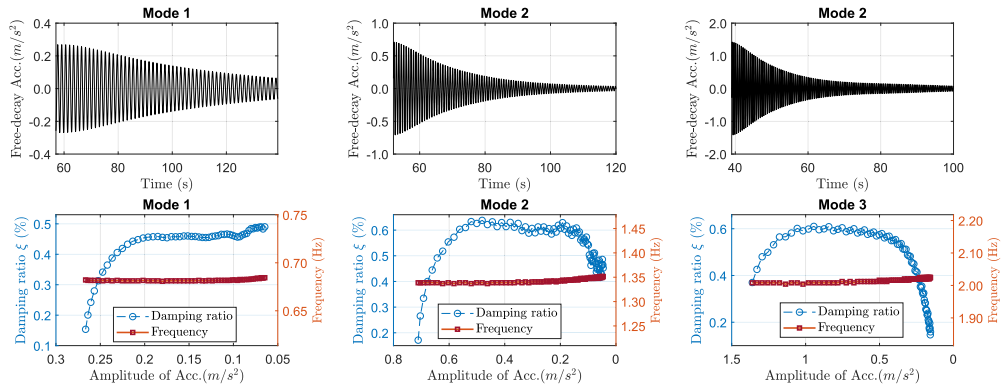 Mode 1
Mode 2
Mode 2
Free-decay Acc.(m/s²)
0.4
0.2
0.0
-0.2
-0.4
60
80
100
120
Time (s)
Free-decay Acc.(m/s²)
1.0
0.5
0.0
-0.5
-1.0
60
80
100
120
Time (s)
Free-decay Acc.(m/s²)
2.0
1.0
0.0
-1.0
-2.0
40
60
80
100
Time (s)
Mode 1
Mode 2
Mode 3
Damping ratio ξ (%)
0.5
0.4
0.3
0.2
0.1
0.3
0.25
0.2
0.15
0.1
0.05
Amplitude of Acc.(m/s²)
0.75
0.70
0.65
Frequency (Hz)
Damping ratio
Frequency
Damping ratio ξ (%)
0.6
0.5
0.4
0.3
0.2
0.8
0.6
0.4
0.2
0
Amplitude of Acc.(m/s²)
1.45
1.40
1.35
1.30
1.25
1.20
Frequency (Hz)
Damping ratio
Frequency
Damping ratio ξ (%)
0.6
0.4
0.2
1.5
1
0.5
0
Amplitude of Acc.(m/s²)
2.20
2.10
2.00
1.90
Frequency (Hz)
Damping ratio
Frequency